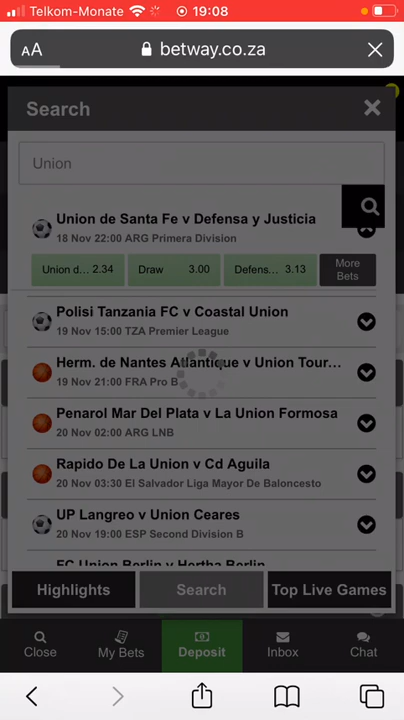 Telkom-Monate 19:08
AA betway.co.za
Search
Union
Union de Santa Fe v Defensa y Justicia
18 Nov 22:00 ARG Primera Division
Union d... 2.34 Draw 3.00 Defens... 3.13 More Bets
Polisi Tanzania FC v Coastal Union
19 Nov 15:00 TZA Premier League
Herm. de Nantes Atlantique v Union Tour...
19 Nov 21:00 FRA Pro B
Penarol Mar Del Plata v La Union Formosa
20 Nov 02:00 ARG LNB
Rapido De La Union v Cd Aguila
20 Nov 03:30 El Salvador Liga Mayor De Baloncesto
UP Langreo v Union Ceares
20 Nov 19:00 ESP Second Division B
FC Union Berlin v Hertha Berlin
Highlights Search Top Live Games
Close My Bets Deposit Inbox Chat